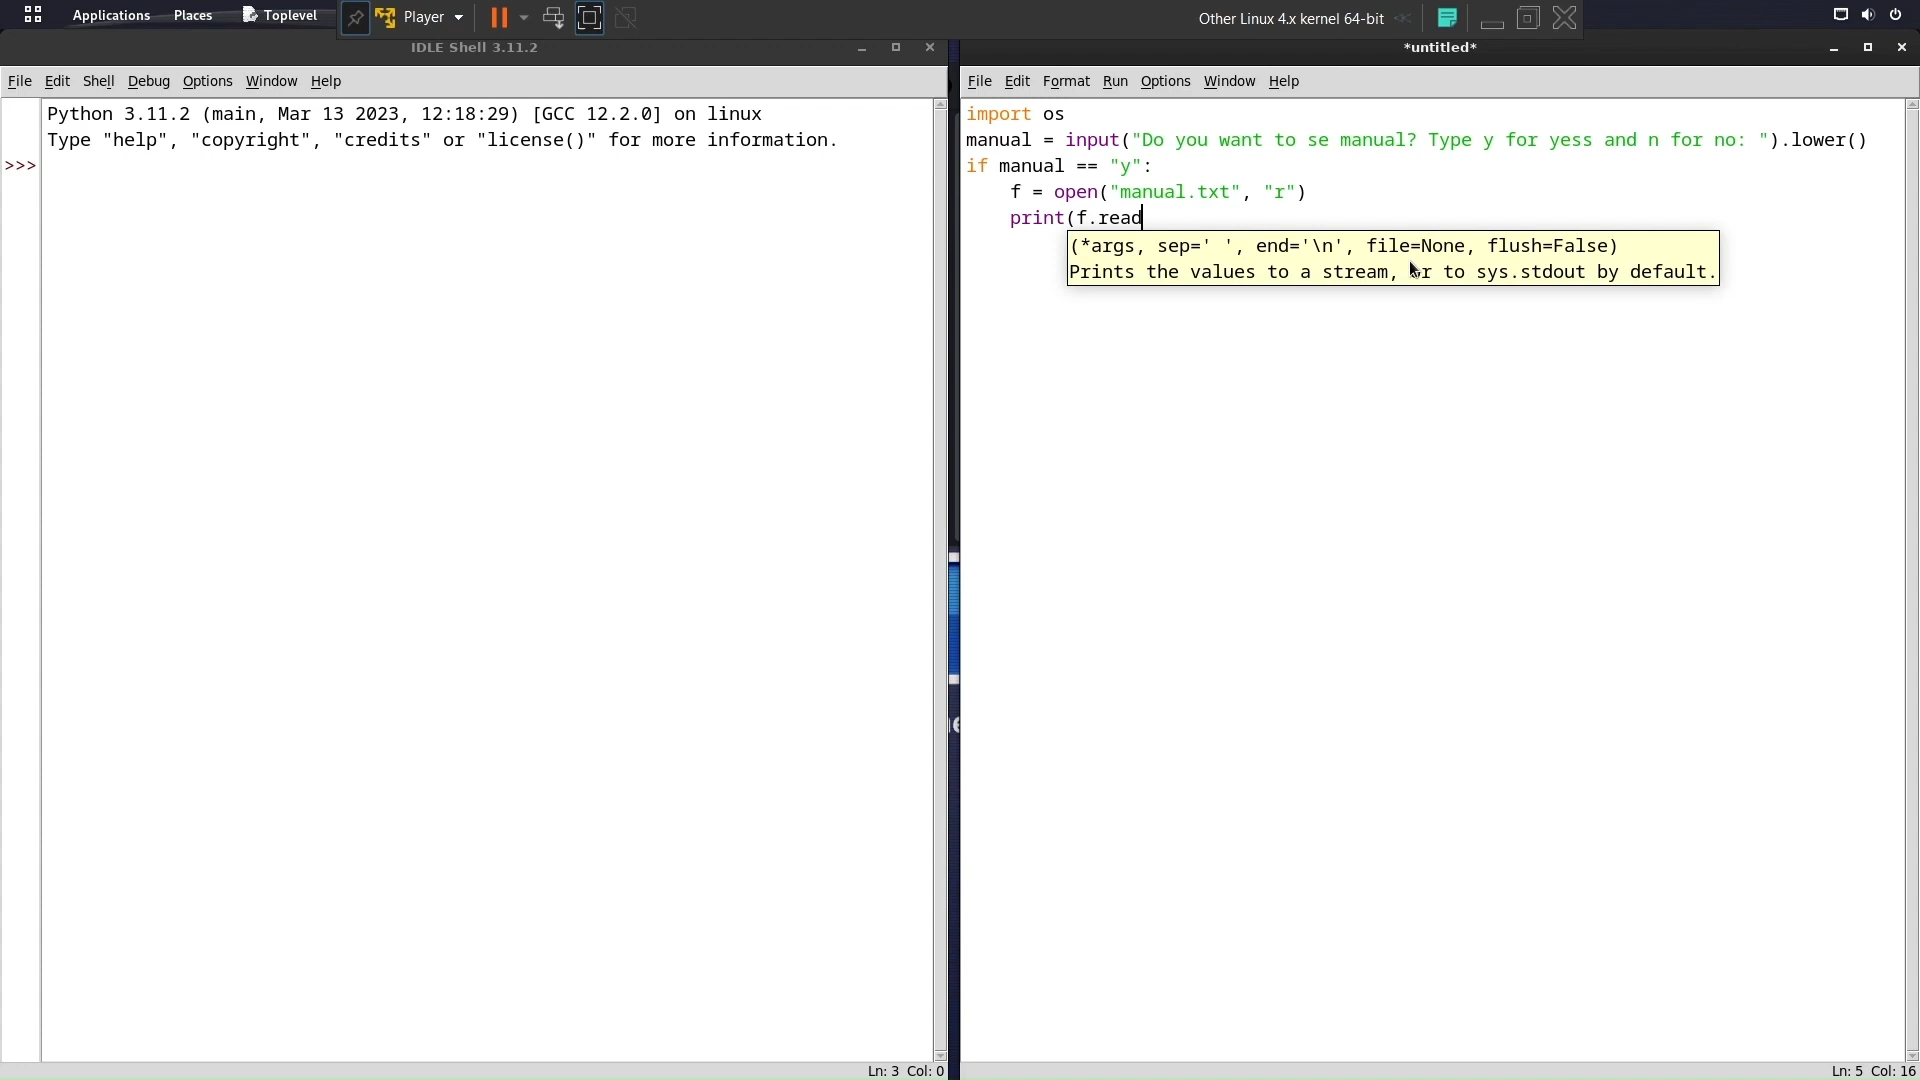 Applications Places Toplevel Player Other Linux 4.x kernel 64-bit
IDLE Shell 3.11.2
File Edit Shell Debug Options Window Help
Python 3.11.2 (main, Mar 13 2023, 12:18:29) [GCC 12.2.0] on linux
Type "help", "copyright", "credits" or "license()" for more information.
>>>
Ln: 3 Col: 0
*untitled*
File Edit Format Run Options Window Help
import os
manual = input("Do you want to se manual? Type y for yess and n for no: ").lower()
if manual == "y":
    f = open("manual.txt", "r")
    print(f.read
(*args, sep=' ', end='\n', file=None, flush=False)
Prints the values to a stream, or to sys.stdout by default.
Ln: 5 Col: 16